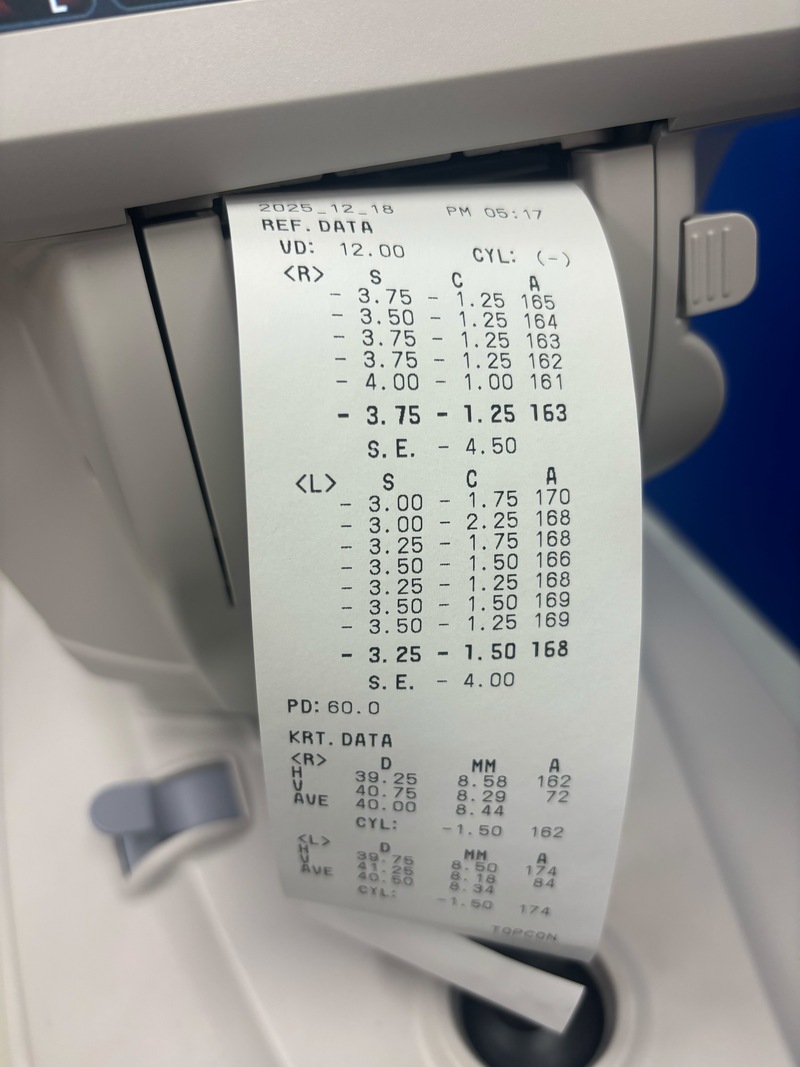 L
2025_12_18 PM 05:17
REF.DATA
VD: 12.00 CYL: (-)
<R> S C A
- 3.75 - 1.25 165
- 3.50 - 1.25 164
- 3.75 - 1.25 163
- 3.75 - 1.25 162
- 4.00 - 1.00 161
- 3.75 - 1.25 163
S.E. - 4.50
<L> S C A
- 3.00 - 1.75 170
- 3.00 - 2.25 168
- 3.25 - 1.75 168
- 3.50 - 1.50 166
- 3.25 - 1.25 168
- 3.50 - 1.50 169
- 3.50 - 1.25 169
- 3.25 - 1.50 168
S.E. - 4.00
PD: 60.0
KRT.DATA
<R> D MM A
H 39.25 8.58 162
V 40.75 8.29 72
AVE 40.00 8.44
CYL: -1.50 162
<L> D MM A
H 39.75 8.50 174
V 41.25 8.18 84
AVE 40.50 8.34
CYL: -1.50 174
TOPCON